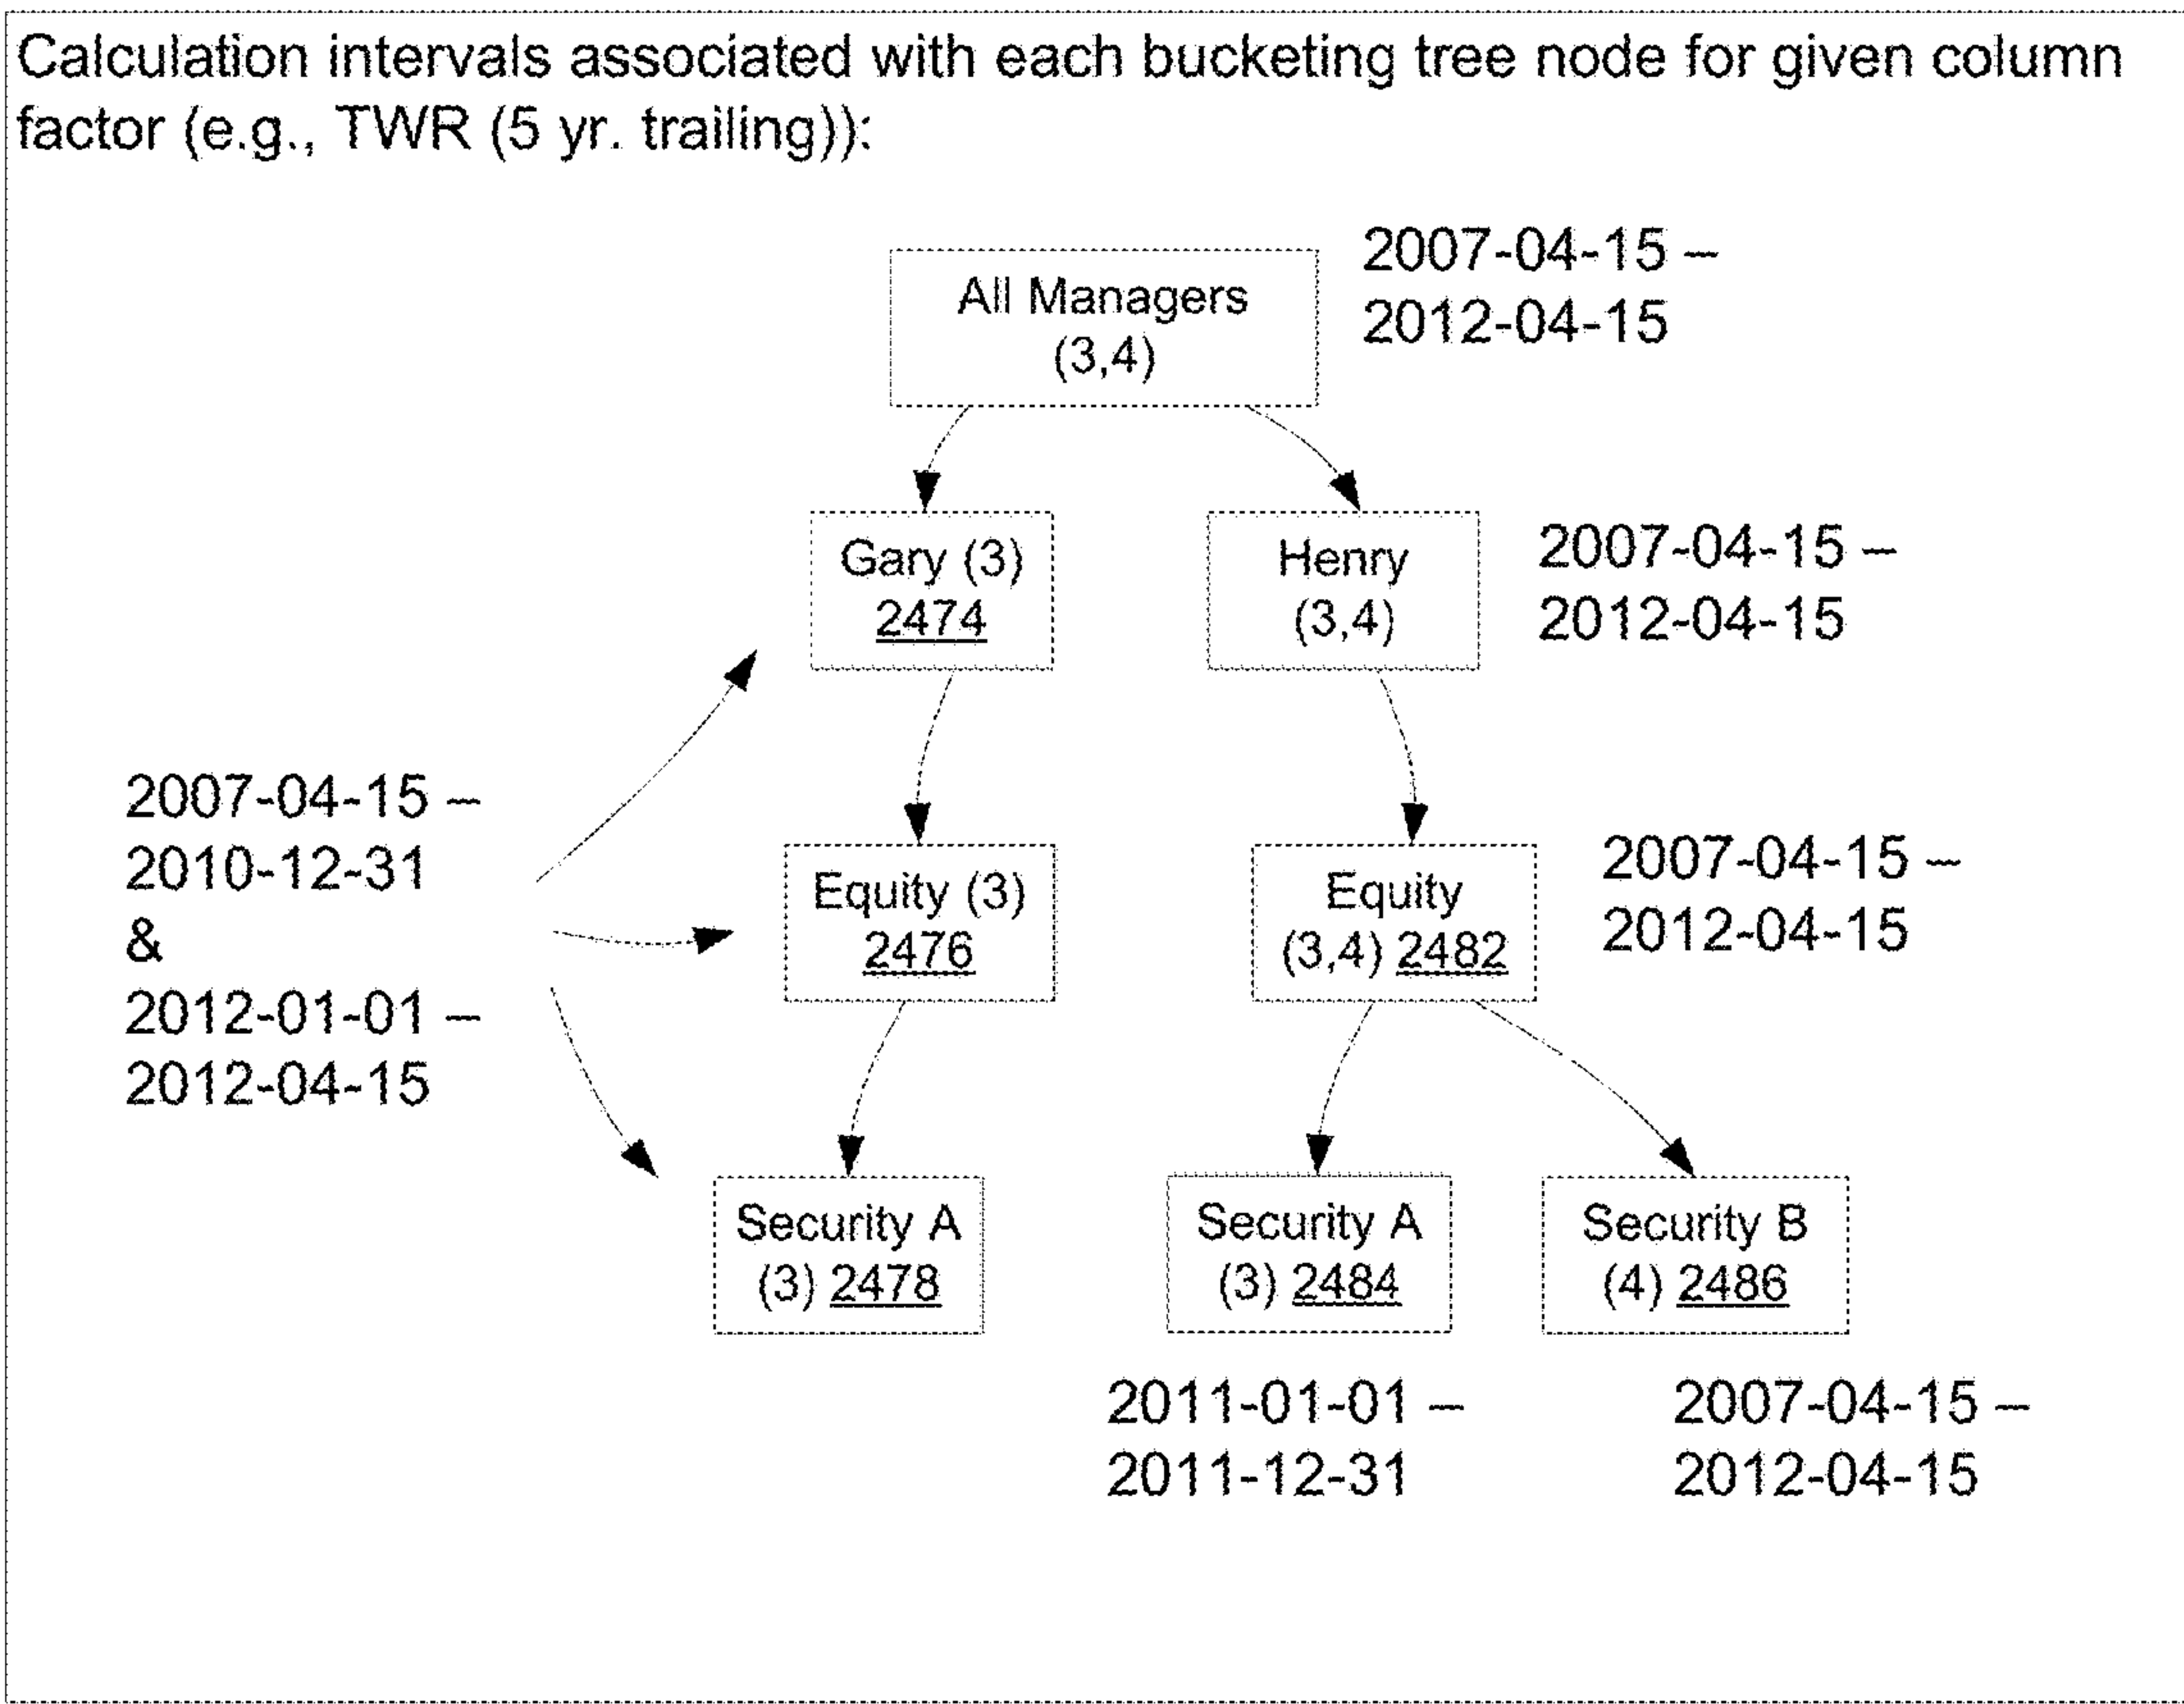 Calculation intervals associated with each bucketing tree node for given column
factor (e.g., TWR (5 yr. trailing)):
2007-04-15 –
2012-04-15
All Managers
(3,4)
Gary (3)
2474
Henry
(3,4)
2007-04-15 –
2012-04-15
2007-04-15 –
2010-12-31
&
2012-01-01 –
2012-04-15
Equity (3)
2476
Equity
(3,4) 2482
2007-04-15 –
2012-04-15
Security A
(3) 2478
Security A
(3) 2484
Security B
(4) 2486
2011-01-01 –
2011-12-31
2007-04-15 –
2012-04-15